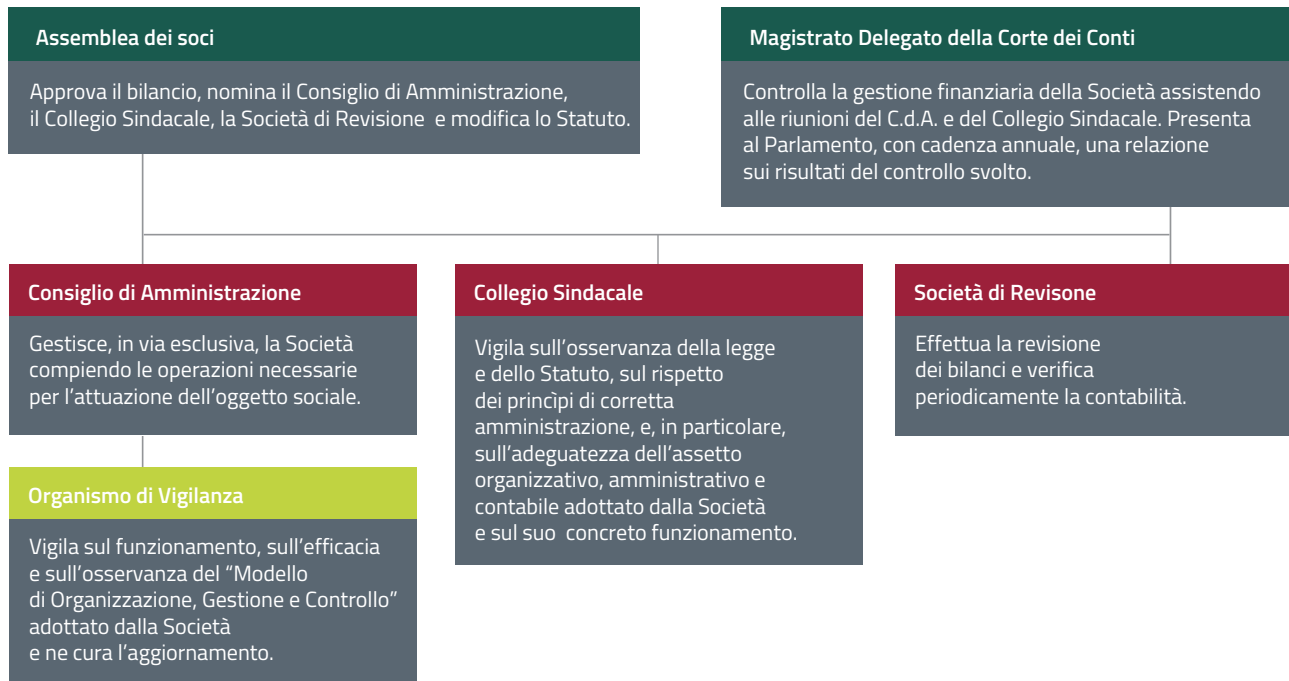 Assemblea dei soci
Approva il bilancio, nomina il Consiglio di Amministrazione,
il Collegio Sindacale, la Società di Revisione e modifica lo Statuto.
Magistrato Delegato della Corte dei Conti
Controlla la gestione finanziaria della Società assistendo
alle riunioni del C.d.A. e del Collegio Sindacale. Presenta
al Parlamento, con cadenza annuale, una relazione
sui risultati del controllo svolto.
Consiglio di Amministrazione
Gestisce, in via esclusiva, la Società
compiendo le operazioni necessarie
per l’attuazione dell’oggetto sociale.
Collegio Sindacale
Vigila sull’osservanza della legge
e dello Statuto, sul rispetto
dei princìpi di corretta
amministrazione, e, in particolare,
sull’adeguatezza dell’assetto
organizzativo, amministrativo e
contabile adottato dalla Società
e sul suo concreto funzionamento.
Società di Revisone
Effettua la revisione
dei bilanci e verifica
periodicamente la contabilità.
Organismo di Vigilanza
Vigila sul funzionamento, sull’efficacia
e sull’osservanza del “Modello
di Organizzazione, Gestione e Controllo”
adottato dalla Società
e ne cura l’aggiornamento.